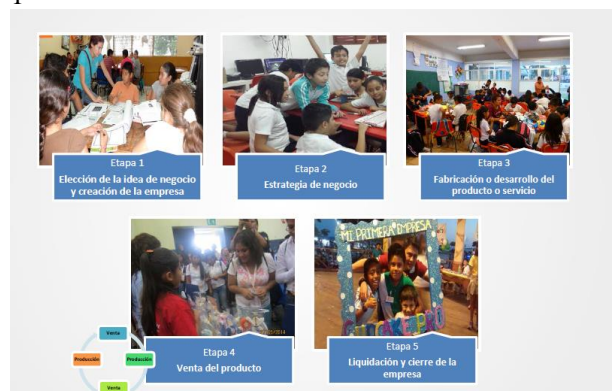 Etapa 1
Elección de la idea de negocio
y creación de la empresa
Etapa 2
Estrategia de negocio
Etapa 3
Fabricación o desarrollo del
producto o servicio
MI PRIMERA EMPRESA
Etapa 4
Venta del producto
Etapa 5
Liquidación y cierre de la
empresa
Venta
Producción
Producción
Venta